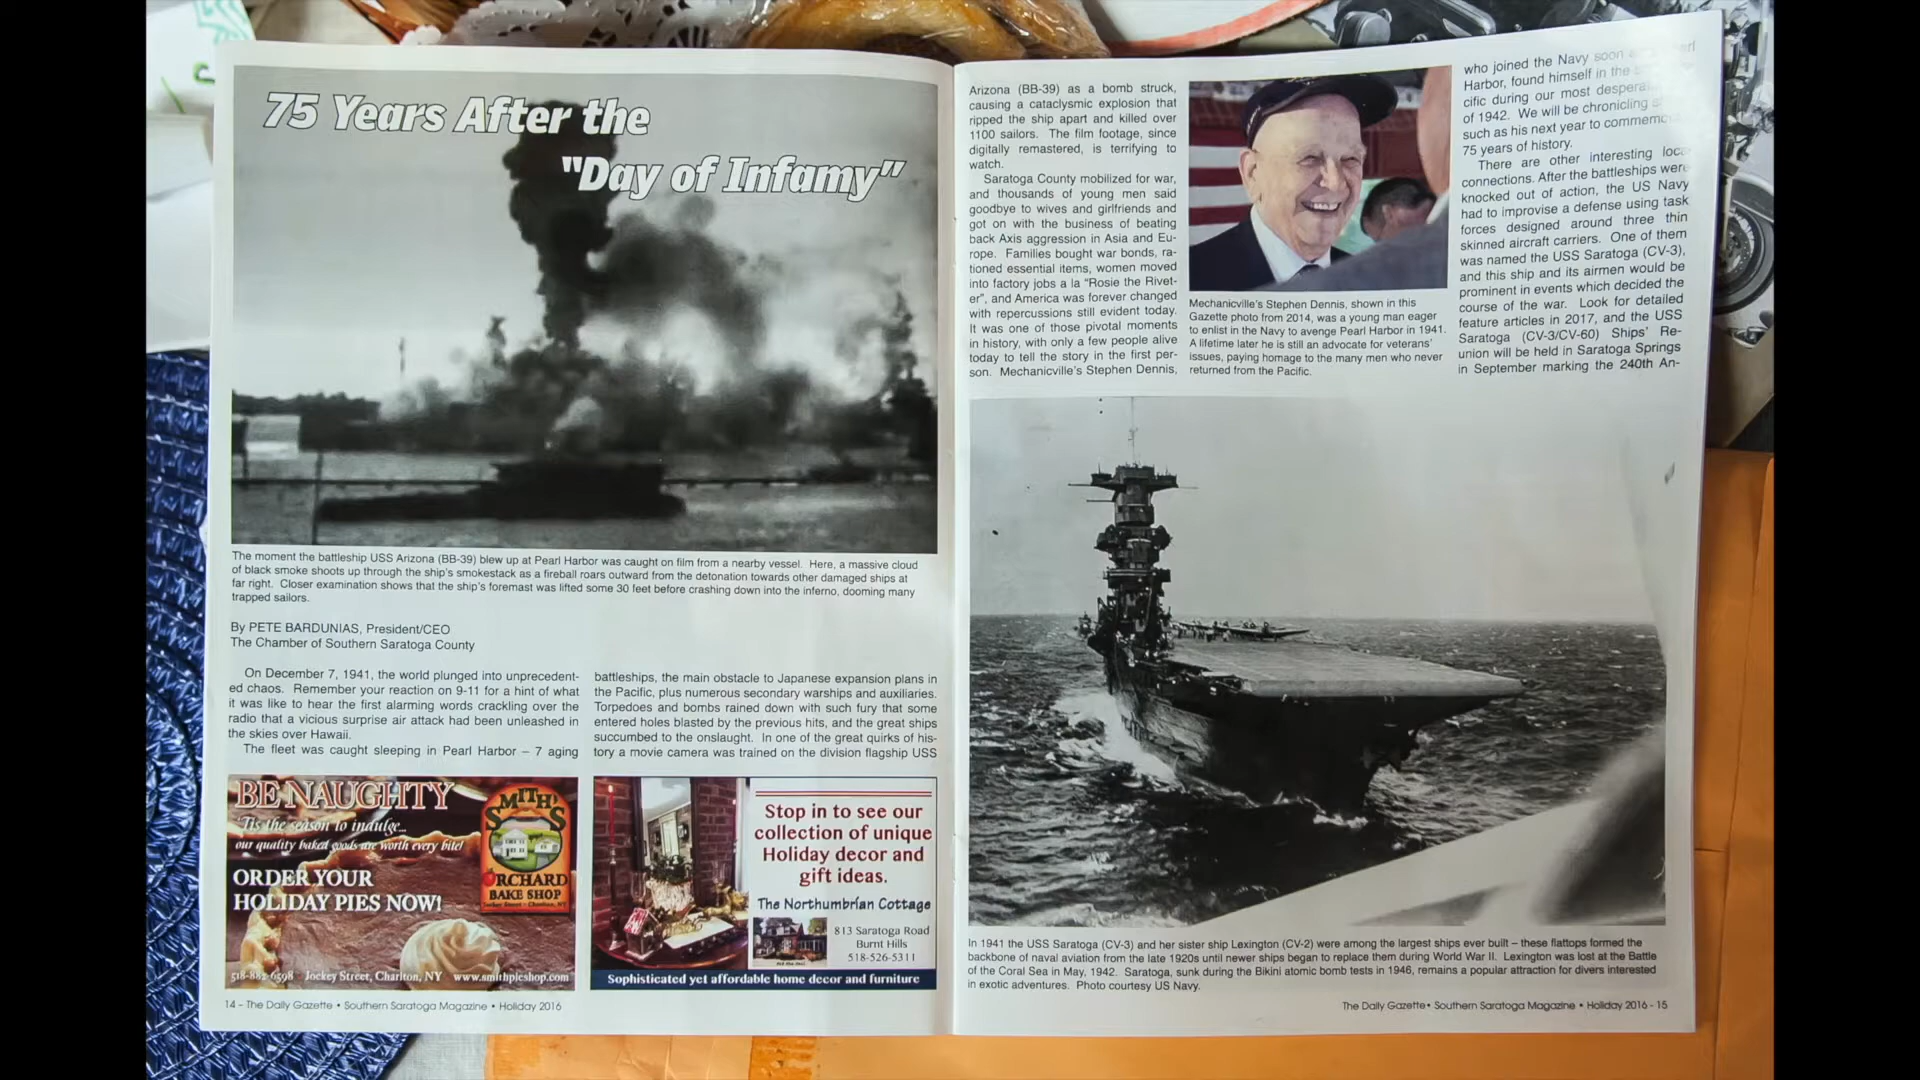 75 Years After the
"Day of Infamy"
The moment the battleship USS Arizona (BB-39) blew up at Pearl Harbor was caught on film from a nearby vessel. Here, a massive cloud
of black smoke shoots up through the ship's smokestack as a fireball roars outward from the detonation towards other damaged ships at
far right. Closer examination shows that the ship's foremast was lifted some 30 feet before crashing down into the inferno, dooming many
trapped sailors.
By PETE BARDUNIAS, President/CEO
The Chamber of Southern Saratoga County
On December 7, 1941, the world plunged into unprecedent-
ed chaos. Remember your reaction on 9-11 for a hint of what
it was like to hear the first alarming words crackling over the
radio that a vicious surprise air attack had been unleashed in
the skies over Hawaii.
The fleet was caught sleeping in Pearl Harbor – 7 aging
battleships, the main obstacle to Japanese expansion plans in
the Pacific, plus numerous secondary warships and auxiliaries.
Torpedoes and bombs rained down with such fury that some
entered holes blasted by the previous hits, and the great ships
succumbed to the onslaught. In one of the great quirks of his-
tory a movie camera was trained on the division flagship USS
BE NAUGHTY
'Tis the season to indulge...
our quality baked goods are worth every bite!
ORDER YOUR
HOLIDAY PIES NOW!
SMITH'S
ORCHARD
BAKE SHOP
Jockey Street • Charlton, NY
518-882-6598 Jockey Street, Charlton, NY www.smithpieshop.com
Stop in to see our
collection of unique
Holiday decor and
gift ideas.
The Northumbrian Cottage
813 Saratoga Road
Burnt Hills
518-526-5311
Sophisticated yet affordable home decor and furniture
14 - The Daily Gazette • Southern Saratoga Magazine • Holiday 2016
Arizona (BB-39) as a bomb struck,
causing a cataclysmic explosion that
ripped the ship apart and killed over
1100 sailors. The film footage, since
digitally remastered, is terrifying to
watch.
Saratoga County mobilized for war,
and thousands of young men said
goodbye to wives and girlfriends and
got on with the business of beating
back Axis aggression in Asia and Eu-
rope. Families bought war bonds, ra-
tioned essential items, women moved
into factory jobs a la "Rosie the Rivet-
er", and America was forever changed
with repercussions still evident today.
It was one of those pivotal moments
in history, with only a few people alive
today to tell the story in the first per-
son. Mechanicville's Stephen Dennis,
Mechanicville's Stephen Dennis, shown in this
Gazette photo from 2014, was a young man eager
to enlist in the Navy to avenge Pearl Harbor in 1941.
A lifetime later he is still an advocate for veterans'
issues, paying homage to the many men who never
returned from the Pacific.
who joined the Navy soon
Harbor, found himself in the
cific during our most
of 1942. We will be chronicling
such as his next year to
75 years of history.
There are other interesting
connections. After the battleships were
knocked out of action, the US Navy
had to improvise a defense using task
forces designed around three thin
skinned aircraft carriers. One of them
was named the USS Saratoga (CV-3),
and this ship and its airmen would be
prominent in events which decided the
course of the war. Look for detailed
feature articles in 2017, and the USS
Saratoga (CV-3/CV-60) Ships' Re-
union will be held in Saratoga Springs
in September marking the 240th An-
In 1941 the USS Saratoga (CV-3) and her sister ship Lexington (CV-2) were among the largest ships ever built – these flattops formed the
backbone of naval aviation from the late 1920s until newer ships began to replace them during World War II. Lexington was lost at the Battle
of the Coral Sea in May, 1942. Saratoga, sunk during the Bikini atomic bomb tests in 1946, remains a popular attraction for divers interested
in exotic adventures. Photo courtesy US Navy.
The Daily Gazette • Southern Saratoga Magazine • Holiday 2016 - 15